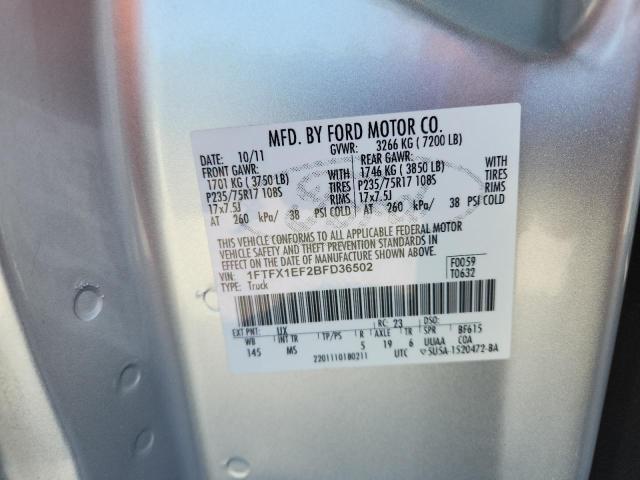 MFD. BY FORD MOTOR CO.
DATE: 10/11 GVWR: 3266 KG ( 7200 LB)
FRONT GAWR: REAR GAWR:
1701 KG ( 3750 LB) WITH 1746 KG ( 3850 LB) WITH
P235/75R17 108S TIRES P235/75R17 108S TIRES
17x7.5J RIMS 17x7.5J RIMS
AT 260 kPa/ 38 PSI COLD AT 260 kPa/ 38 PSI COLD
THIS VEHICLE CONFORMS TO ALL APPLICABLE FEDERAL MOTOR
VEHICLE SAFETY AND THEFT PREVENTION STANDARDS IN
EFFECT ON THE DATE OF MANUFACTURE SHOWN ABOVE.
VIN: 1FTFX1EF2BFD36502 F0059
TYPE: Truck T0632
EXT PNT: UX RC: 23 DSO:
WB INT TR TP/PS R AXLE TR SPR BF615
145 MS 5 19 6 UUAA COA
2201110180211 UTC ▽5U5A-1520472-BA